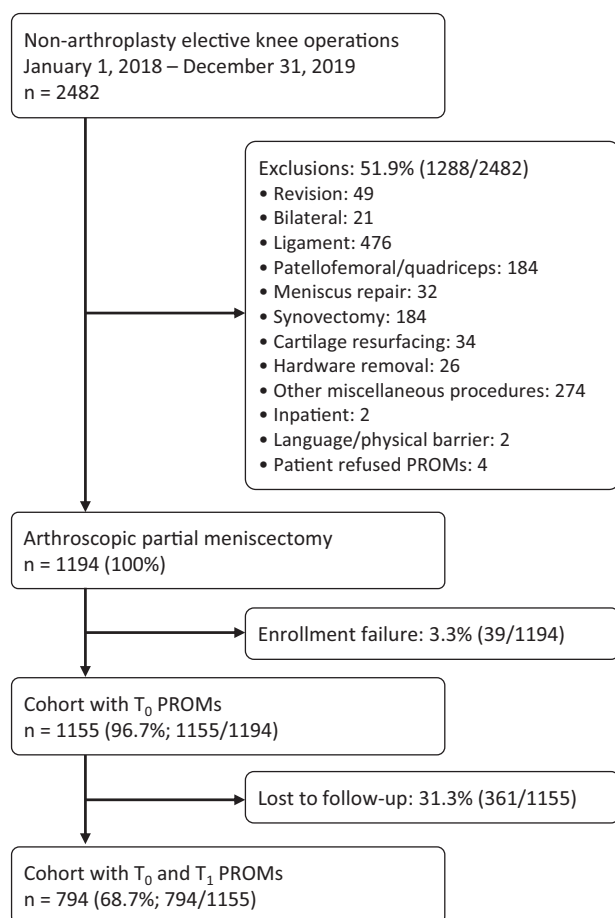 Non-arthroplasty elective knee operations
January 1, 2018 – December 31, 2019
n = 2482
Exclusions: 51.9% (1288/2482)
• Revision: 49
• Bilateral: 21
• Ligament: 476
• Patellofemoral/quadriceps: 184
• Meniscus repair: 32
• Synovectomy: 184
• Cartilage resurfacing: 34
• Hardware removal: 26
• Other miscellaneous procedures: 274
• Inpatient: 2
• Language/physical barrier: 2
• Patient refused PROMs: 4
Arthroscopic partial meniscectomy
n = 1194 (100%)
Enrollment failure: 3.3% (39/1194)
Cohort with T₀ PROMs
n = 1155 (96.7%; 1155/1194)
Lost to follow-up: 31.3% (361/1155)
Cohort with T₀ and T₁ PROMs
n = 794 (68.7%; 794/1155)